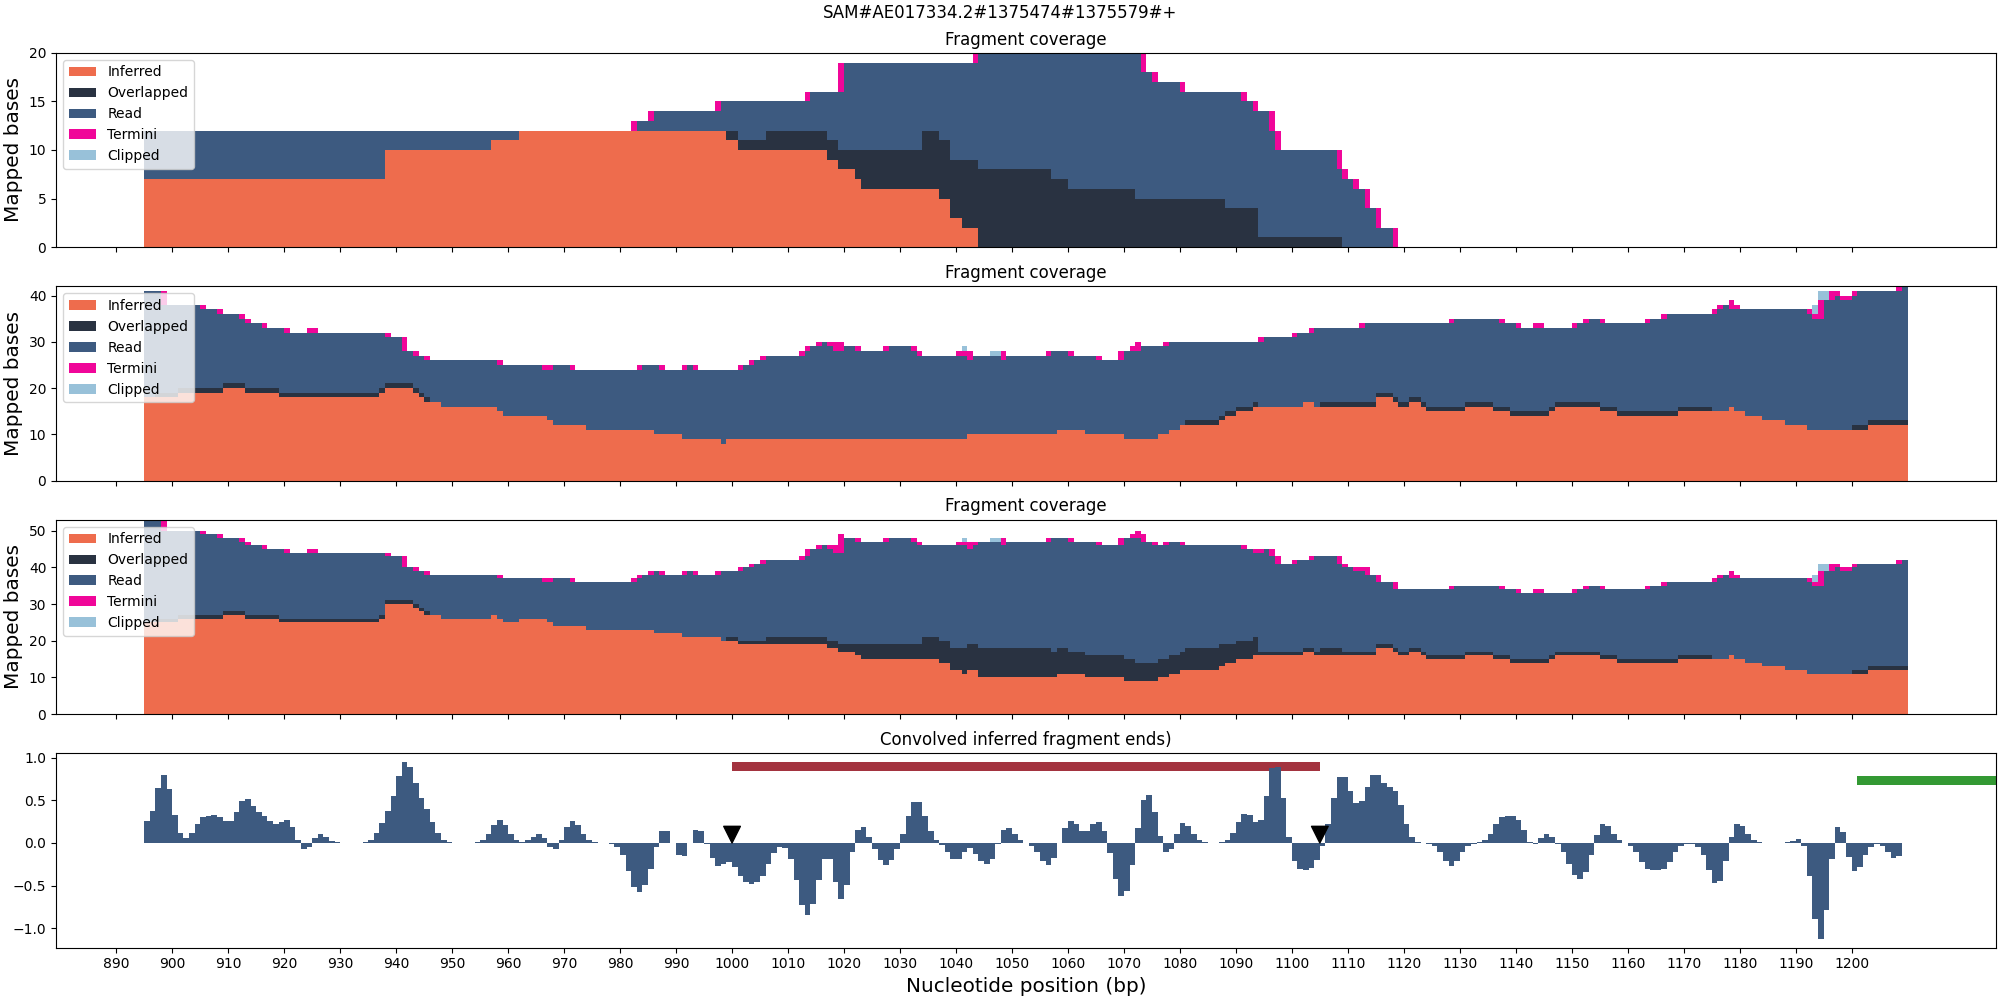 SAM#AE017334.2#1375474#1375579#+
Fragment coverage
Mapped bases
20
15
10
5
0
Inferred
Overlapped
Read
Termini
Clipped
Fragment coverage
Mapped bases
40
30
20
10
0
Inferred
Overlapped
Read
Termini
Clipped
Fragment coverage
Mapped bases
50
40
30
20
10
0
Inferred
Overlapped
Read
Termini
Clipped
Convolved inferred fragment ends)
1.0
0.5
0.0
−0.5
−1.0
890 900 910 920 930 940 950 960 970 980 990 1000 1010 1020 1030 1040 1050 1060 1070 1080 1090 1100 1110 1120 1130 1140 1150 1160 1170 1180 1190 1200
Nucleotide position (bp)